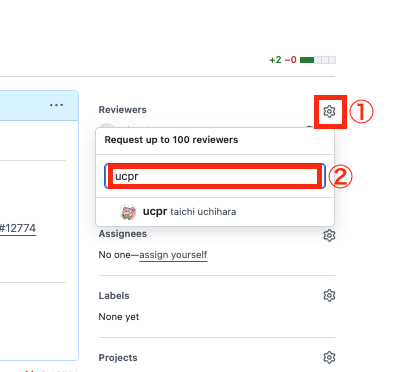 +2 −0
...
Reviewers
①
Request up to 100 reviewers
ucpr
②
ucpr taichi uchihara
#12774
Assignees
No one—assign yourself
Labels
None yet
Projects